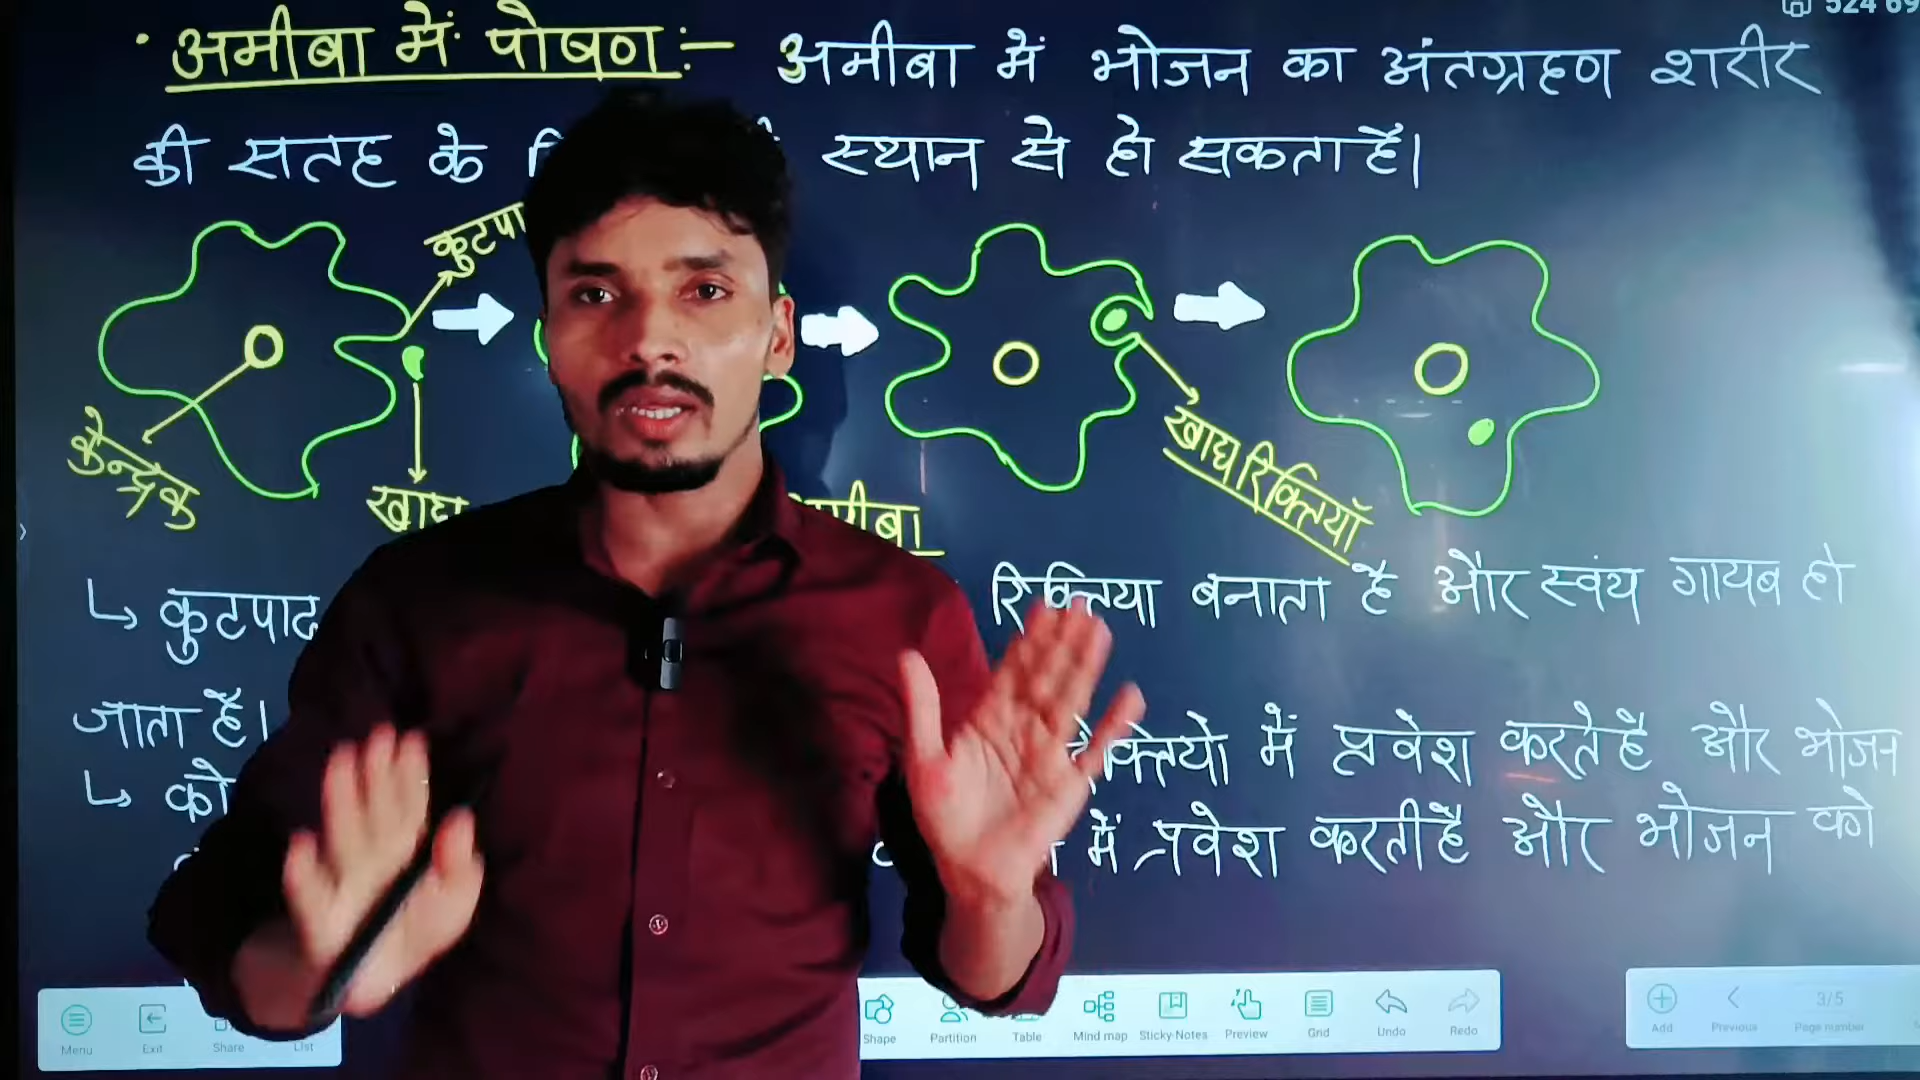 524 69
• अमीबा में पोषण :- अमीबा में भोजन का अंतग्रहण शरीर
की सतह के स्थान से हो सकता है।
कुटपा
केन्द्रक
खाद्य
मीबा
खाद्य रिक्तियाँ
↳ कुटपाद रिक्तिया बनाता है और स्वंय गायब हो
जाता है।
↳ को क्तियो में प्रवेश करते है और भोजन
में प्रवेश करती है और भोजन को
Menu Exit Share List Shape Partition Table Mind map Sticky Notes Preview Grid Undo Redo Add Previous 3/5 Page number